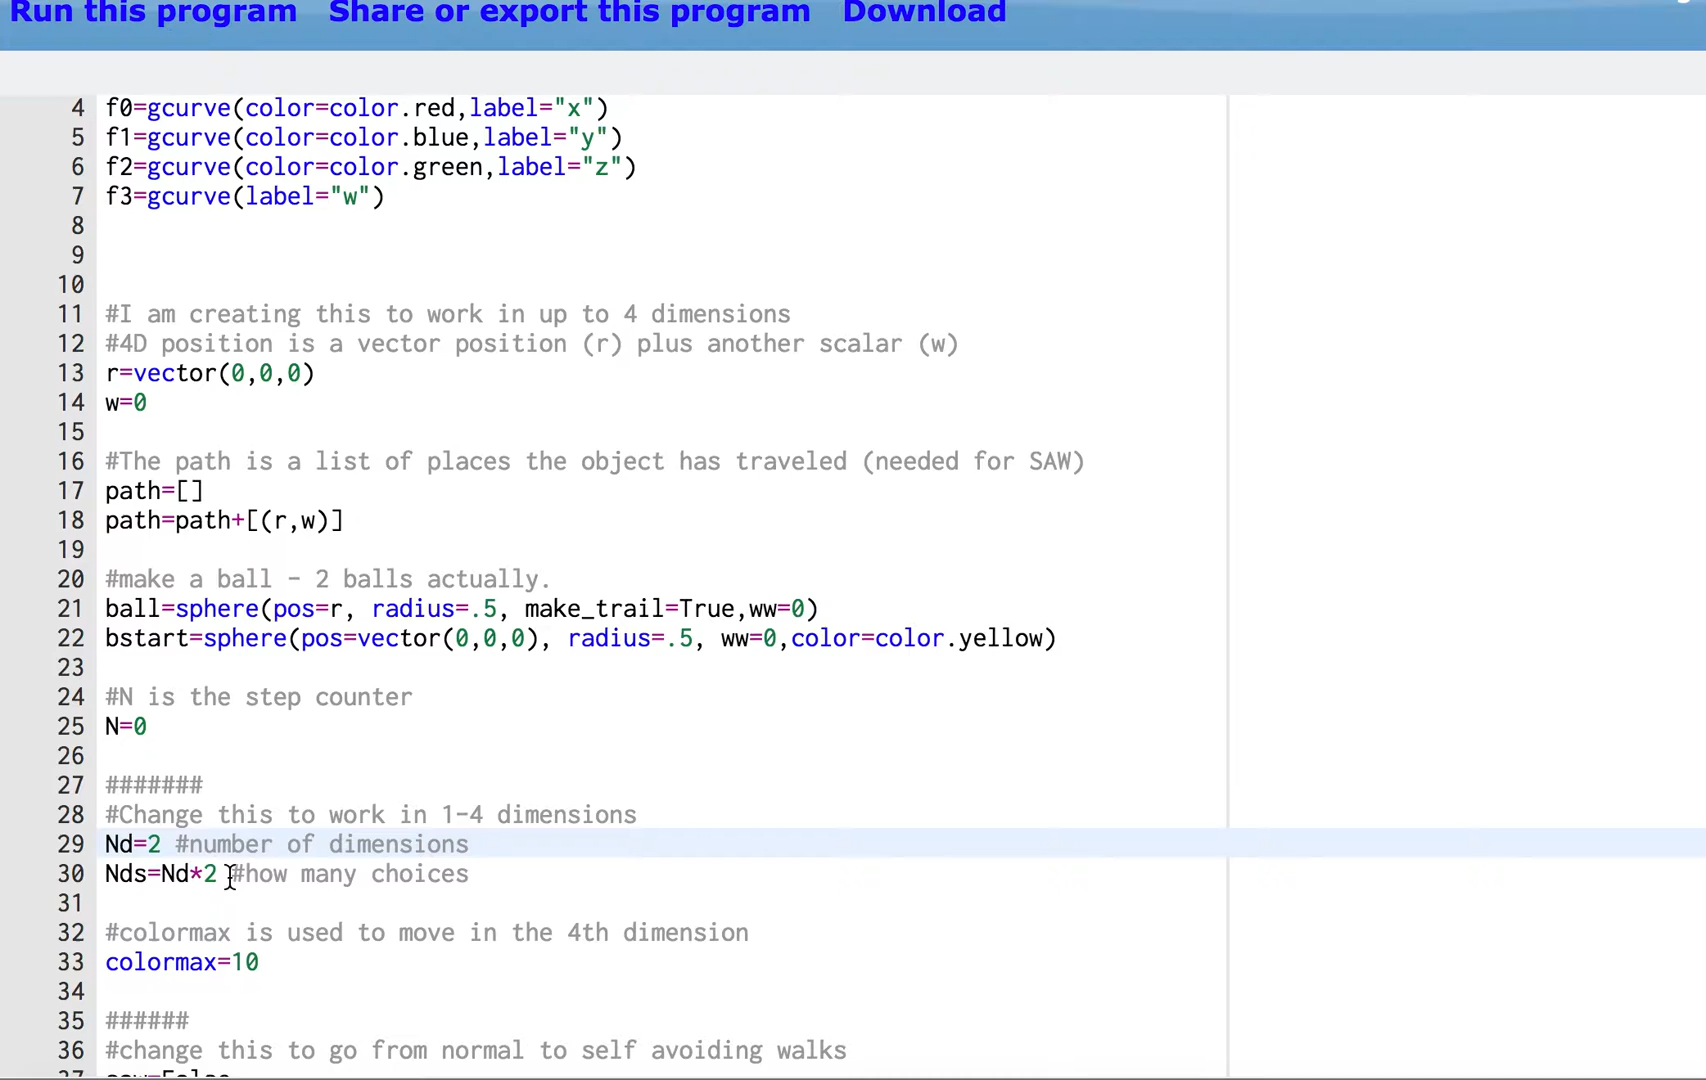 Run this program Share or export this program Download
4 f0=gcurve(color=color.red,label="x")
5 f1=gcurve(color=color.blue,label="y")
6 f2=gcurve(color=color.green,label="z")
7 f3=gcurve(label="w")
8
9
10
11 #I am creating this to work in up to 4 dimensions
12 #4D position is a vector position (r) plus another scalar (w)
13 r=vector(0,0,0)
14 w=0
15
16 #The path is a list of places the object has traveled (needed for SAW)
17 path=[]
18 path=path+[(r,w)]
19
20 #make a ball - 2 balls actually.
21 ball=sphere(pos=r, radius=.5, make_trail=True,ww=0)
22 bstart=sphere(pos=vector(0,0,0), radius=.5, ww=0,color=color.yellow)
23
24 #N is the step counter
25 N=0
26
27 #######
28 #Change this to work in 1-4 dimensions
29 Nd=2 #number of dimensions
30 Nds=Nd*2 #how many choices
31
32 #colormax is used to move in the 4th dimension
33 colormax=10
34
35 ######
36 #change this to go from normal to self avoiding walks